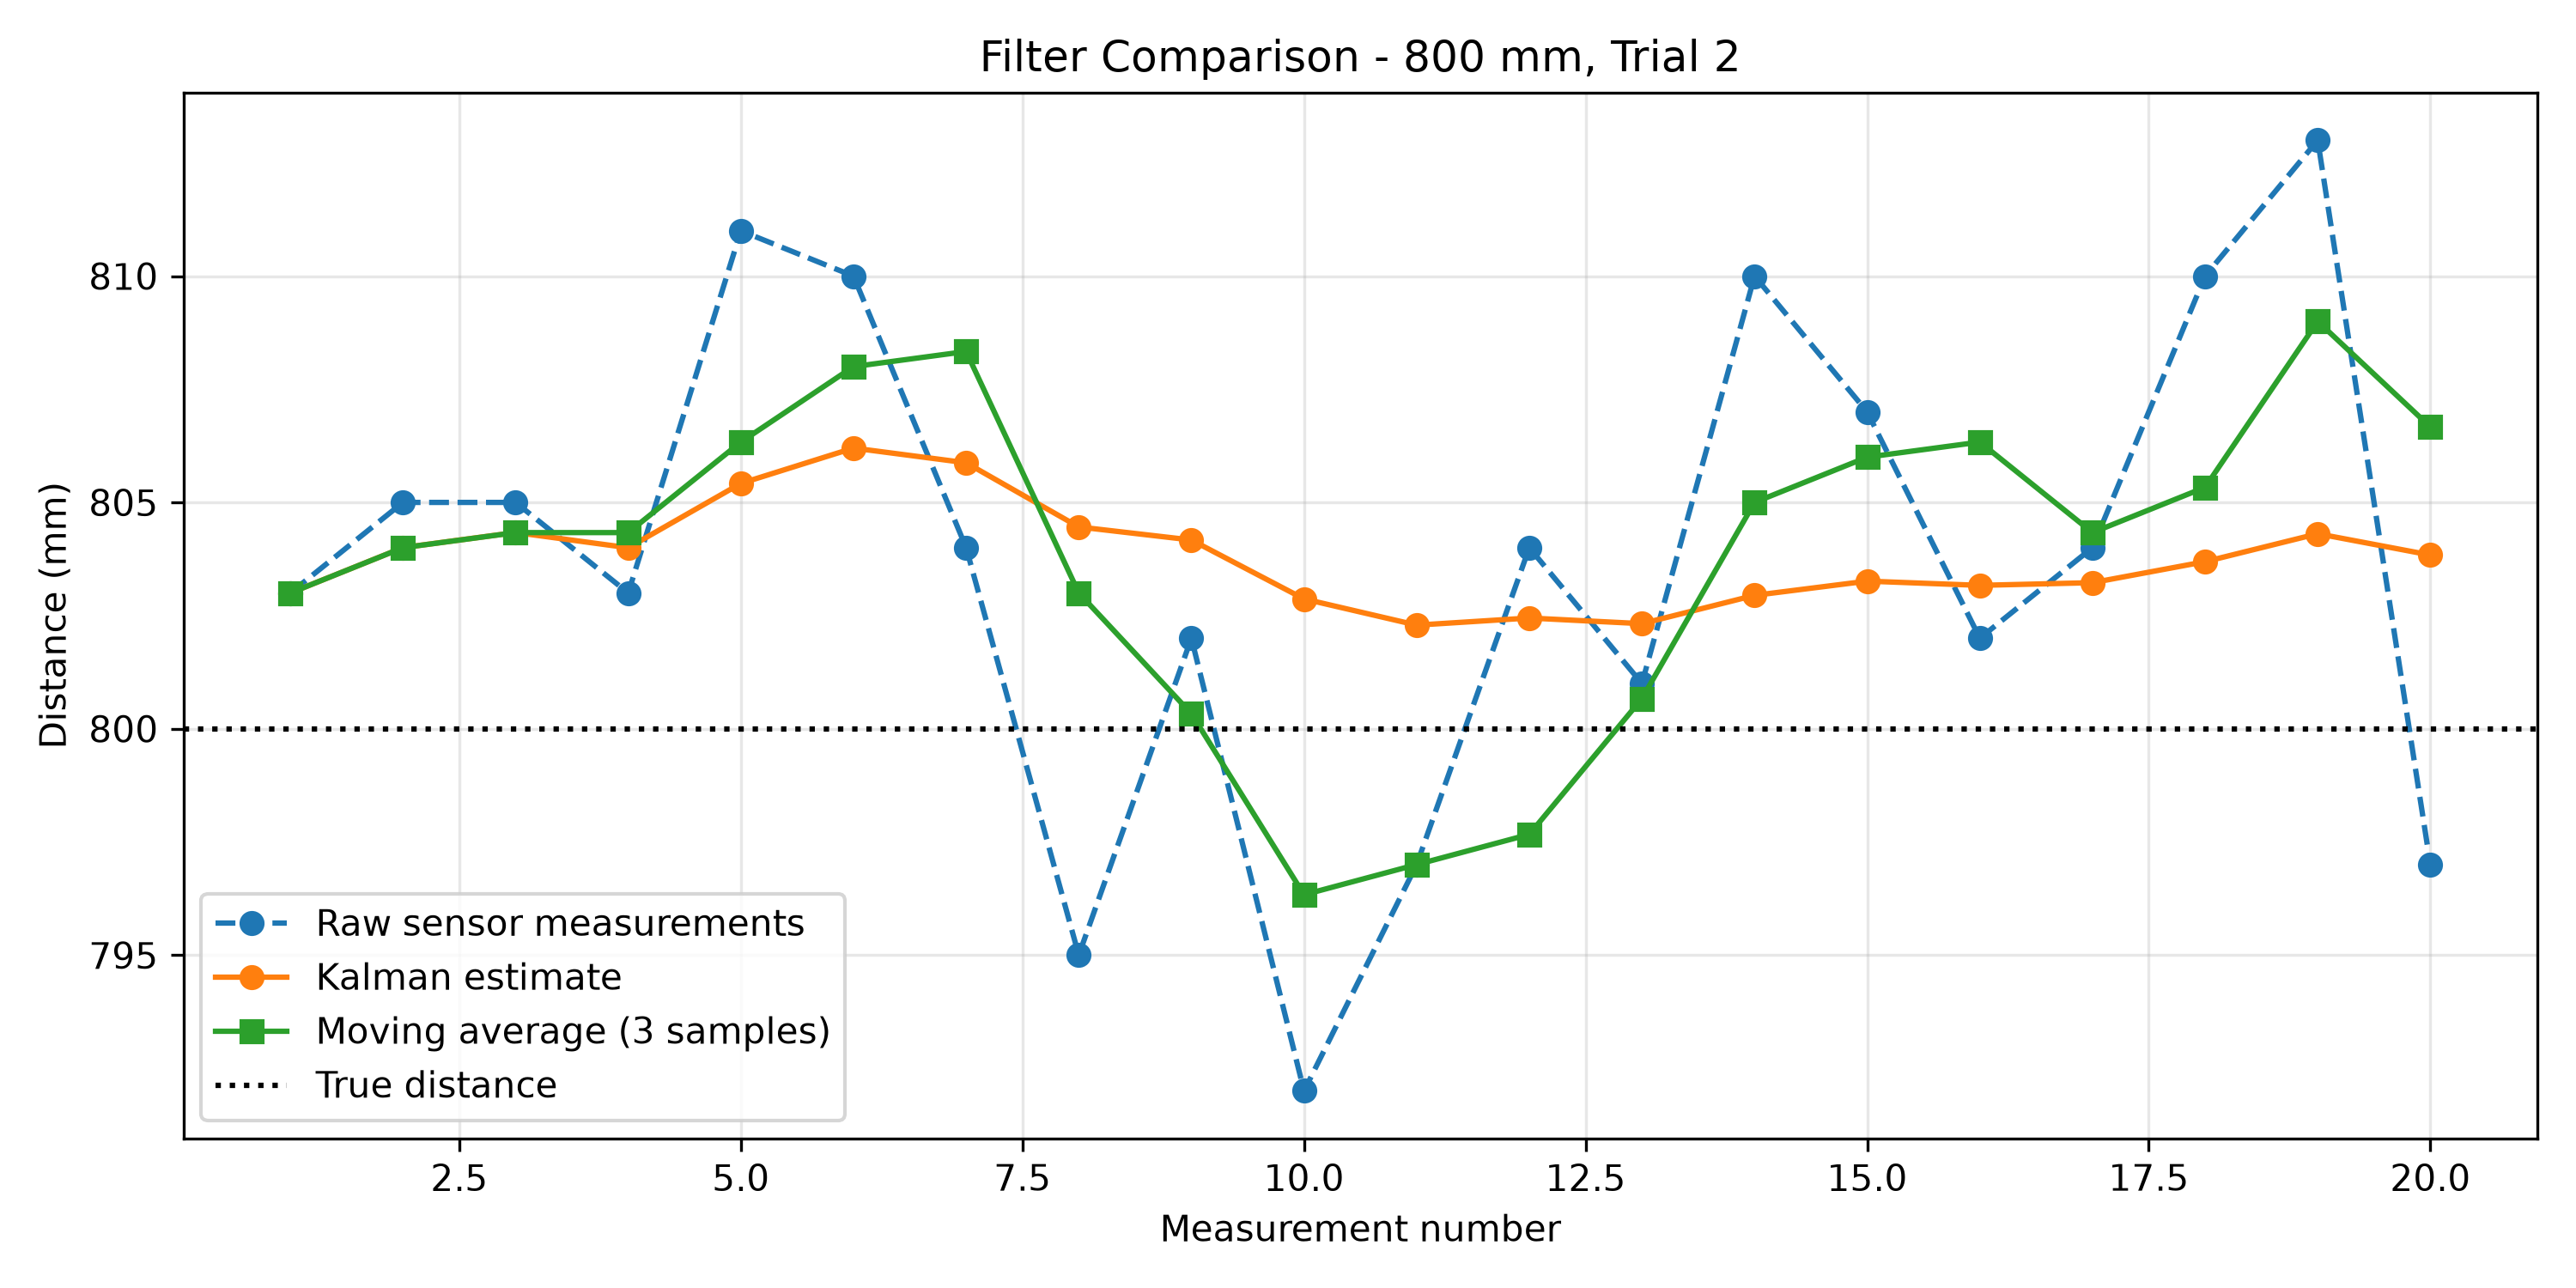 Filter Comparison - 800 mm, Trial 2
Distance (mm)
810
805
800
795
Raw sensor measurements
Kalman estimate
Moving average (3 samples)
True distance
2.5 5.0 7.5 10.0 12.5 15.0 17.5 20.0
Measurement number